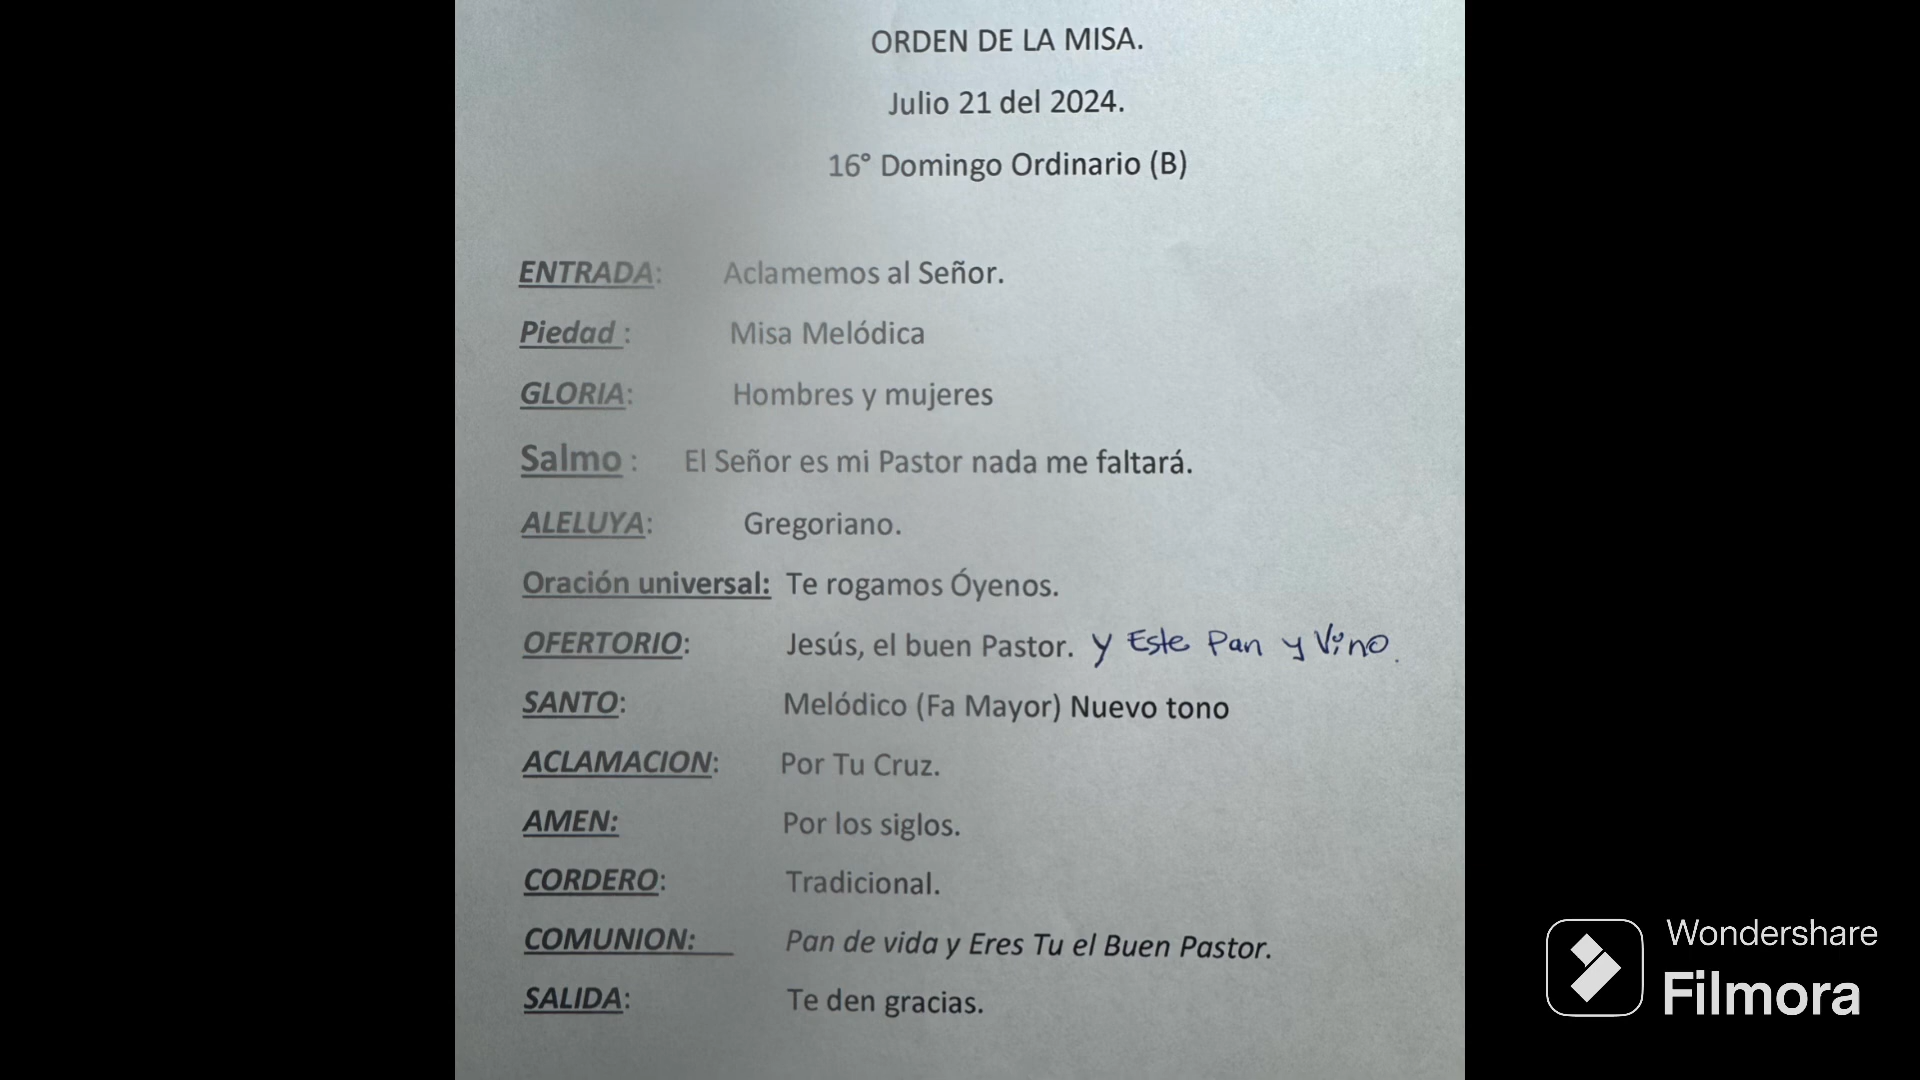 ORDEN DE LA MISA.
Julio 21 del 2024.
16° Domingo Ordinario (B)
ENTRADA: Aclamemos al Señor.
Piedad : Misa Melódica
GLORIA: Hombres y mujeres
Salmo : El Señor es mi Pastor nada me faltará.
ALELUYA: Gregoriano.
Oración universal: Te rogamos Óyenos.
OFERTORIO: Jesús, el buen Pastor. y Este Pan y Vino.
SANTO: Melódico (Fa Mayor) Nuevo tono
ACLAMACION: Por Tu Cruz.
AMEN: Por los siglos.
CORDERO: Tradicional.
COMUNION: Pan de vida y Eres Tu el Buen Pastor.
SALIDA: Te den gracias.
Wondershare
Filmora